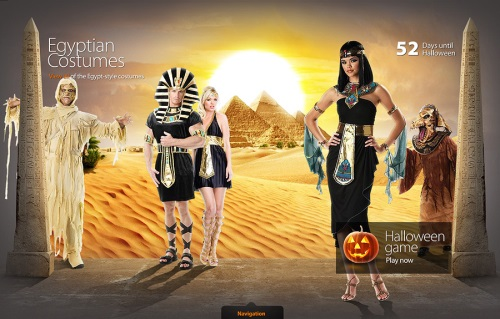 Egyptian
Costumes
of the Egypt-style costumes
52 Days until
Halloween
Halloween
game
Play now
Navigation